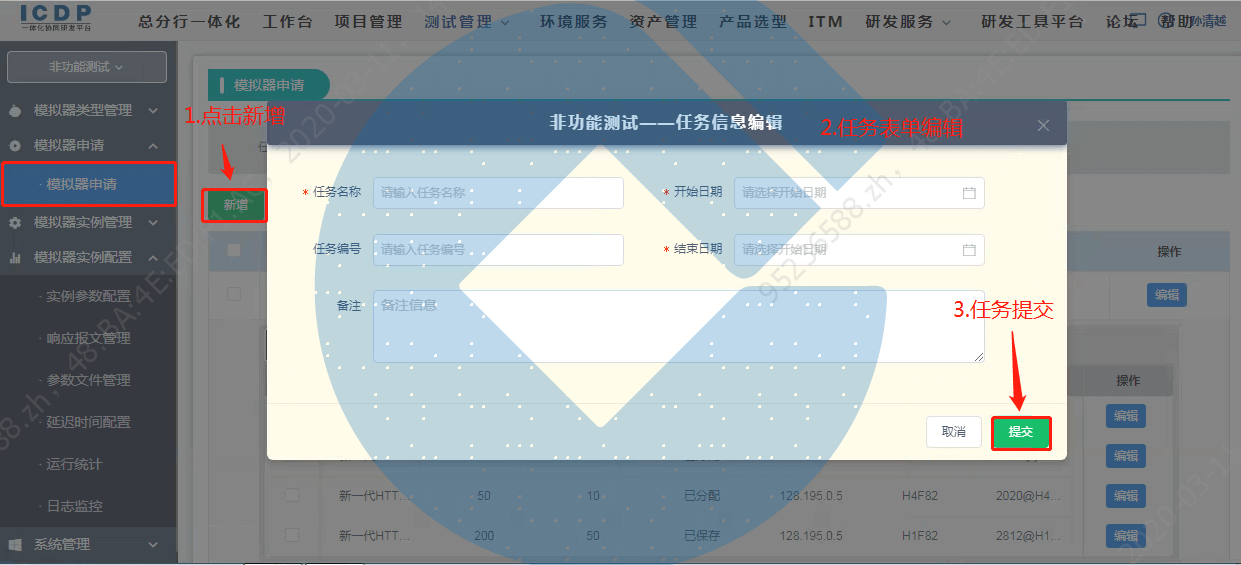 ICDP
一体化协同研发平台
总分行一体化 工作台 项目管理 测试管理 环境服务 资产管理 产品选型 ITM 研发服务 研发工具平台 论坛 帮助 孙清越
非功能测试
模拟器类型管理
模拟器申请
模拟器申请
模拟器实例管理
模拟器实例配置
实例参数配置
响应报文管理
参数文件管理
延迟时间配置
运行统计
日志监控
系统管理
模拟器申请
1.点击新增
新增
非功能测试——任务信息编辑
2.任务表单编辑
* 任务名称 请输入任务名称 * 开始日期 请选择开始日期
任务编号 请输入任务编号 * 结束日期 请选择开始日期
备注 备注信息
3.任务提交
取消 提交
操作
编辑
操作
编辑
编辑
新一代HTT... 50 10 已分配 128.195.0.5 H4F82 2020@H4... 编辑
新一代HTT... 200 50 已保存 128.195.0.5 H1F82 2812@H1... 编辑